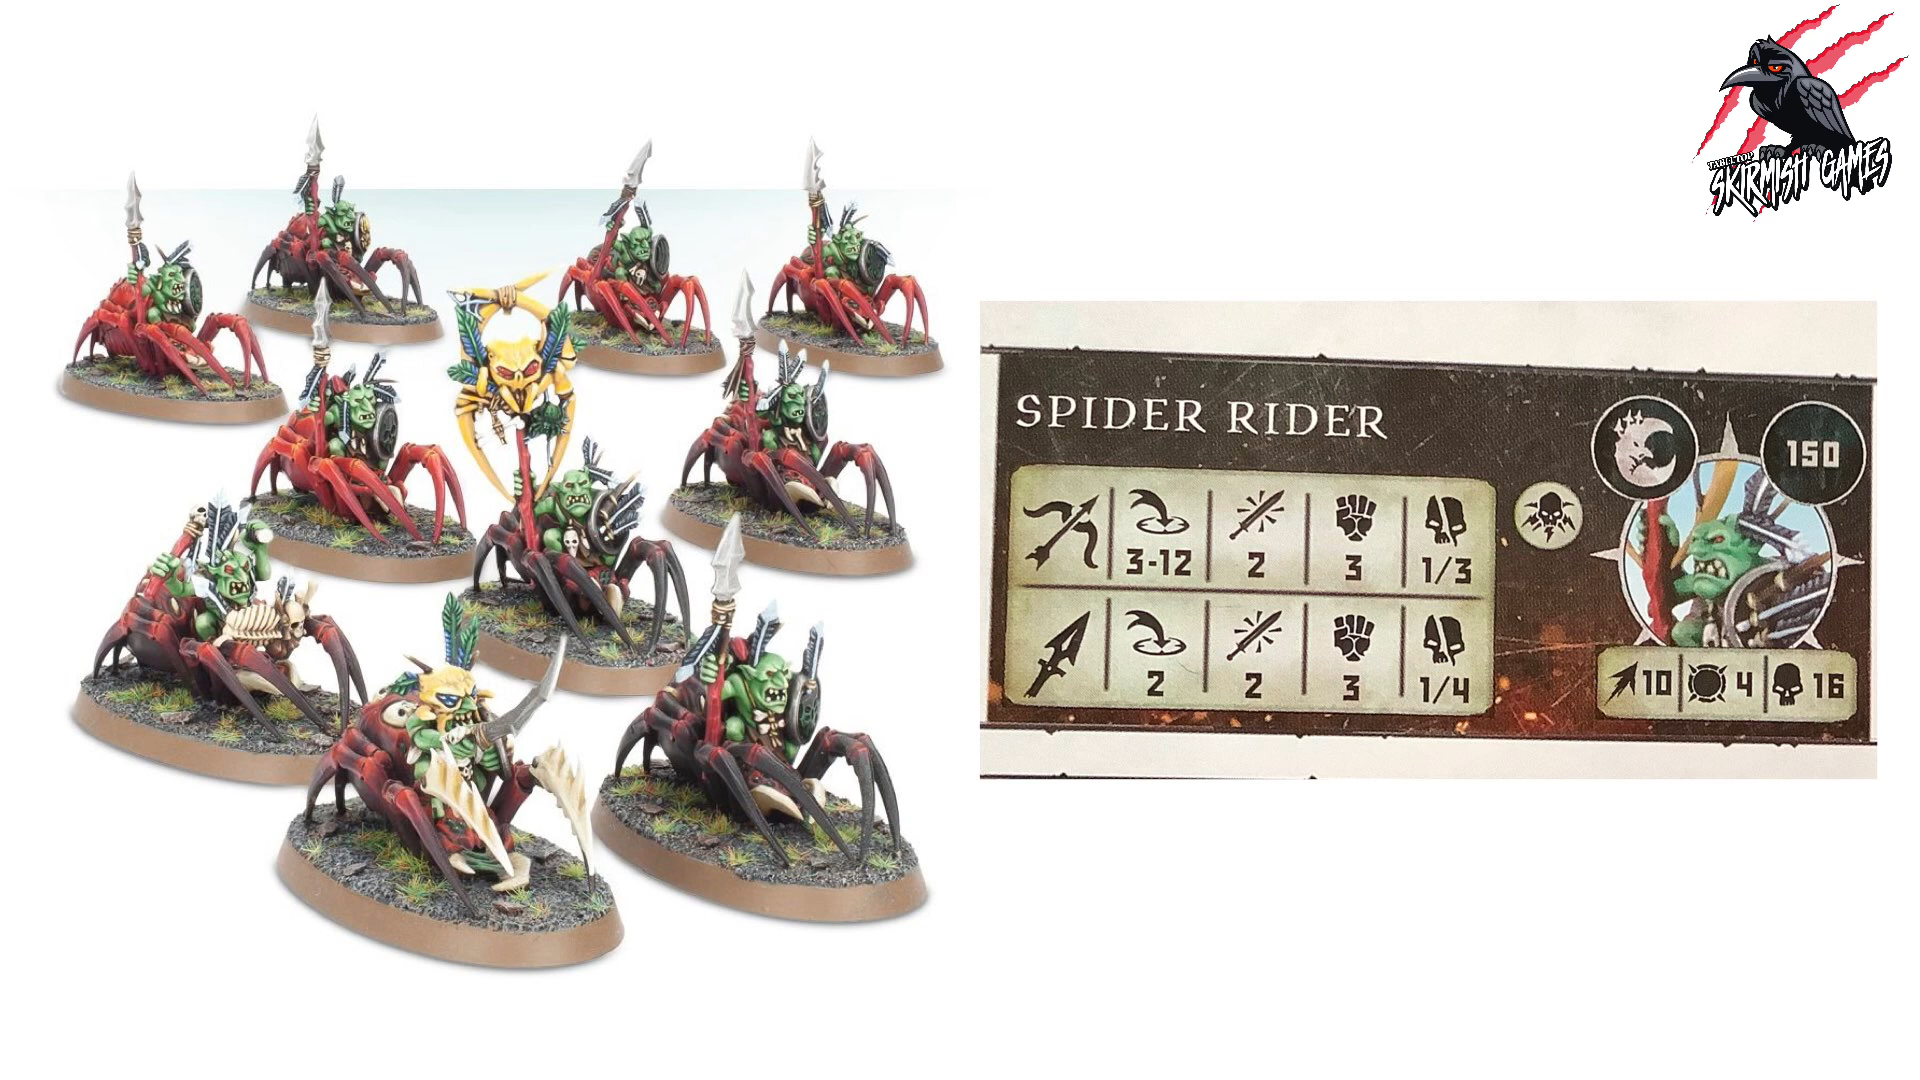 TABLETOP
SKIRMISH GAMES
SPIDER RIDER
150
3-12 2 3 1/3
2 2 3 1/4
10 4 16